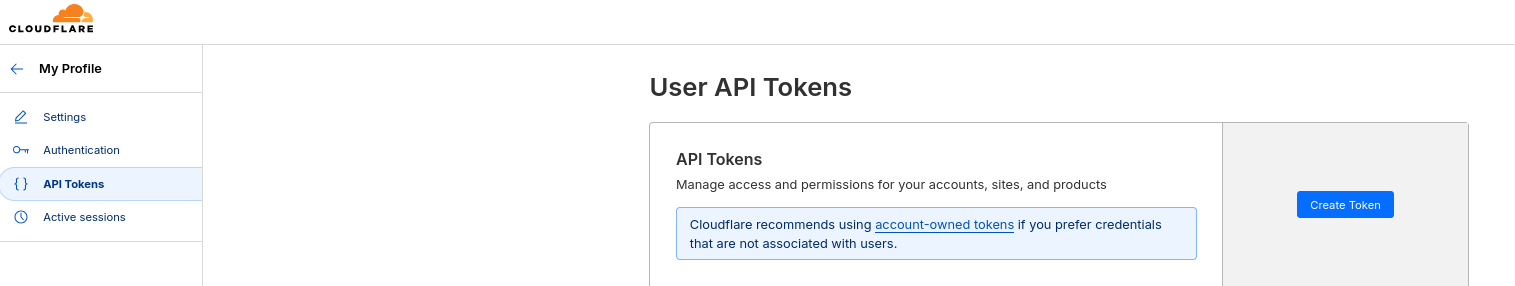 CLOUDFLARE
My Profile
Settings
Authentication
API Tokens
Active sessions
User API Tokens
API Tokens
Manage access and permissions for your accounts, sites, and products
Cloudflare recommends using account-owned tokens if you prefer credentials
that are not associated with users.
Create Token